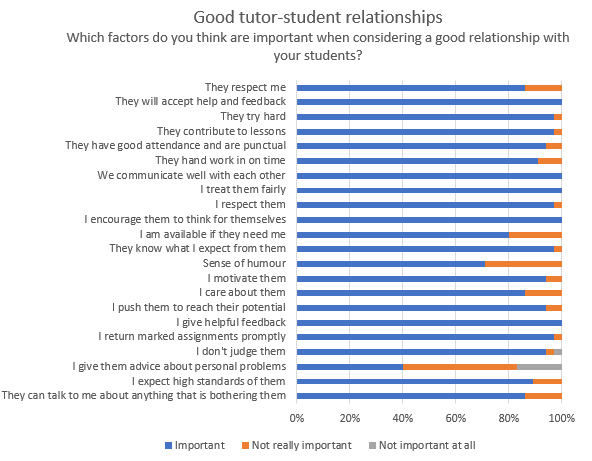 Good tutor-student relationships
Which factors do you think are important when considering a good relationship with
your students?
They respect me
They will accept help and feedback
They try hard
They contribute to lessons
They have good attendance and are punctual
They hand work in on time
We communicate well with each other
I treat them fairly
I respect them
I encourage them to think for themselves
I am available if they need me
They know what I expect from them
Sense of humour
I motivate them
I care about them
I push them to reach their potential
I give helpful feedback
I return marked assignments promptly
I don't judge them
I give them advice about personal problems
I expect high standards of them
They can talk to me about anything that is bothering them
0% 20% 40% 60% 80% 100%
Important Not really important Not important at all